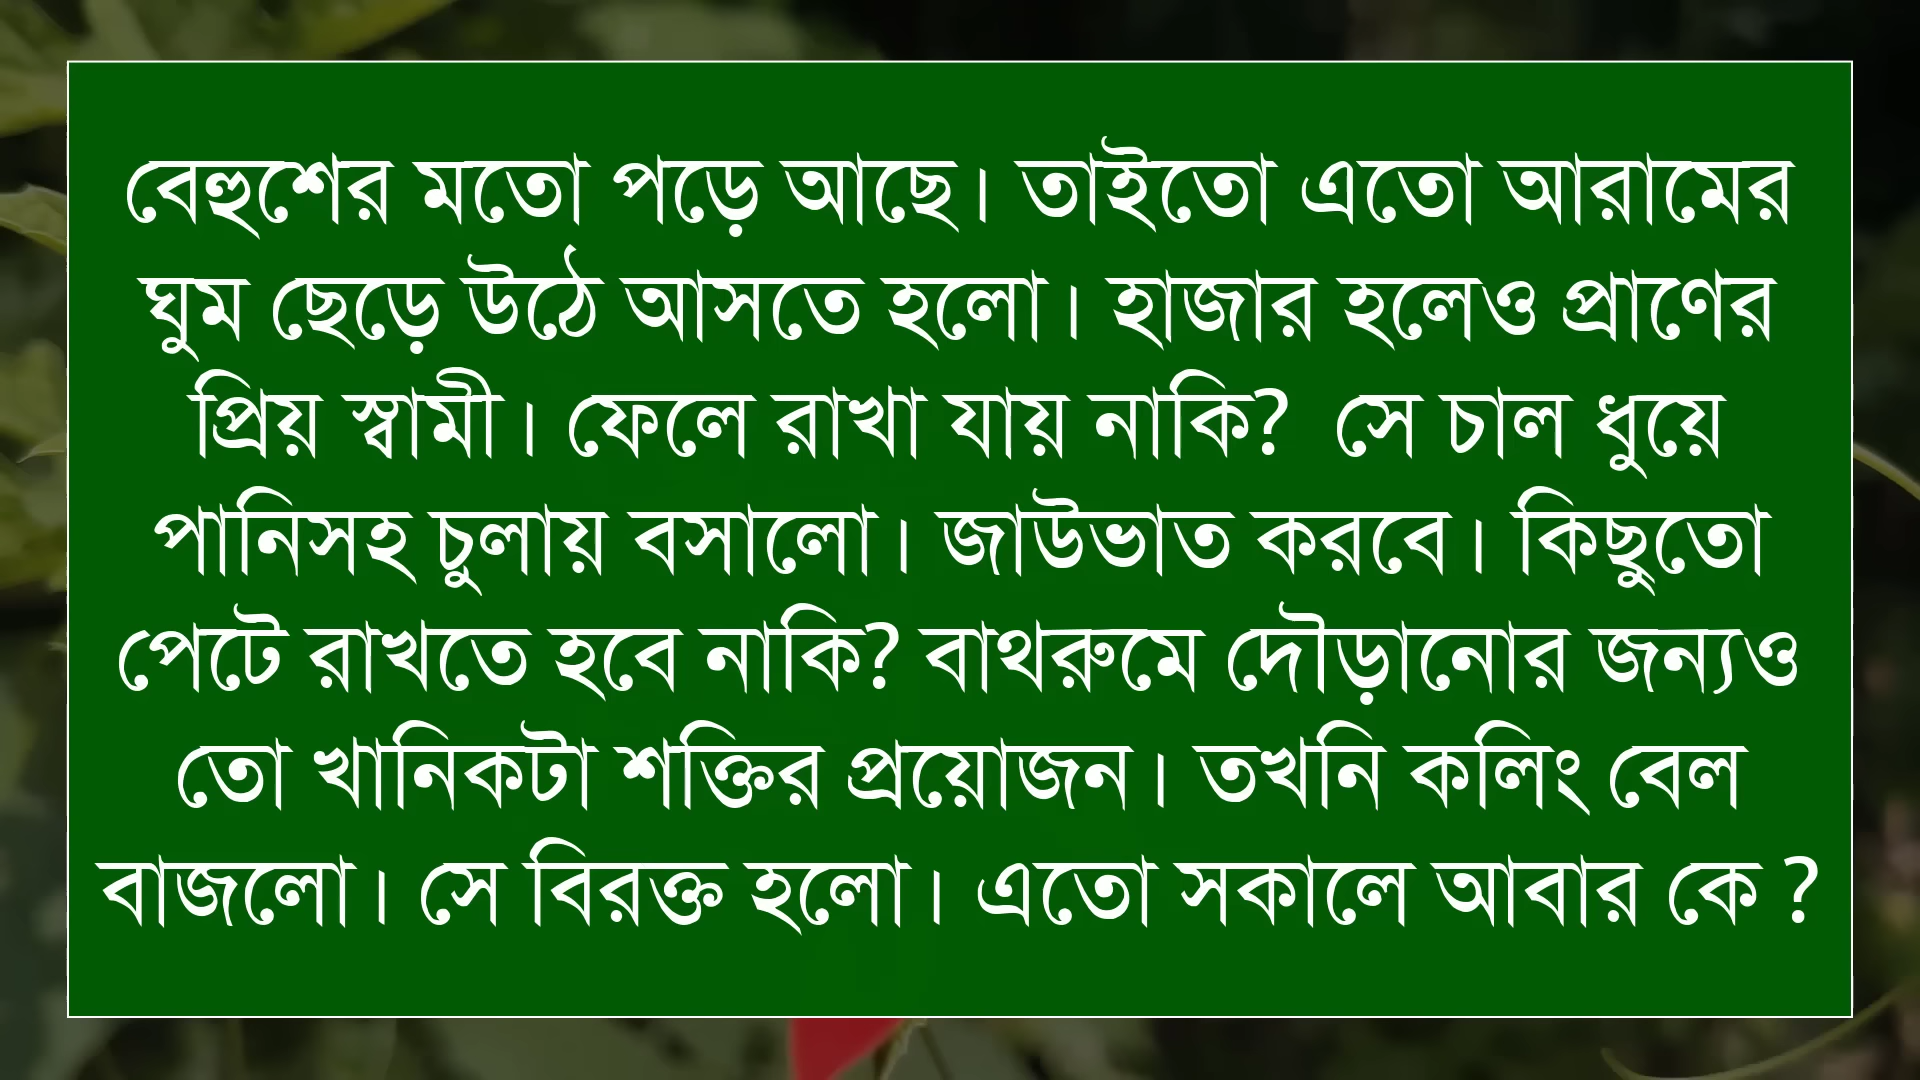 বেহুশের মতো পড়ে আছে। তাইতো এতো আরামের
ঘুম ছেড়ে উঠে আসতে হলো। হাজার হলেও প্রাণের
প্রিয় স্বামী। ফেলে রাখা যায় নাকি?  সে চাল ধুয়ে
পানিসহ চুলায় বসালো। জাউভাত করবে। কিছুতো
পেটে রাখতে হবে নাকি? বাথরুমে দৌড়ানোর জন্যও
তো খানিকটা শক্তির প্রয়োজন। তখনি কলিং বেল
বাজলো। সে বিরক্ত হলো। এতো সকালে আবার কে ?